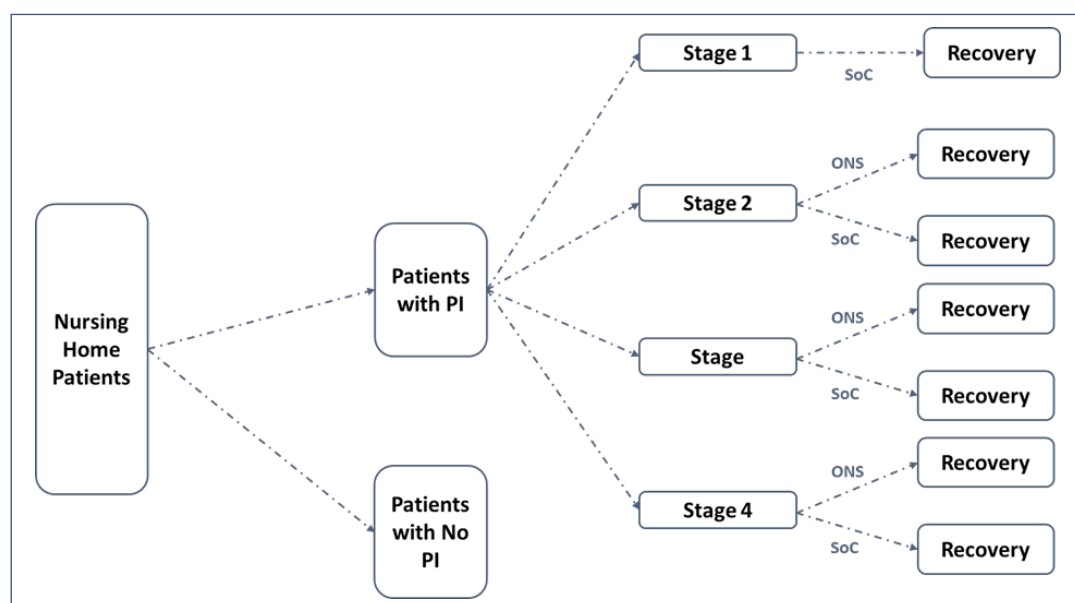 Nursing
Home
Patients
Patients
with PI
Patients
with No
PI
Stage 1
SoC
Recovery
Stage 2
ONS
Recovery
SoC
Recovery
Stage
ONS
Recovery
SoC
Recovery
Stage 4
ONS
Recovery
SoC
Recovery